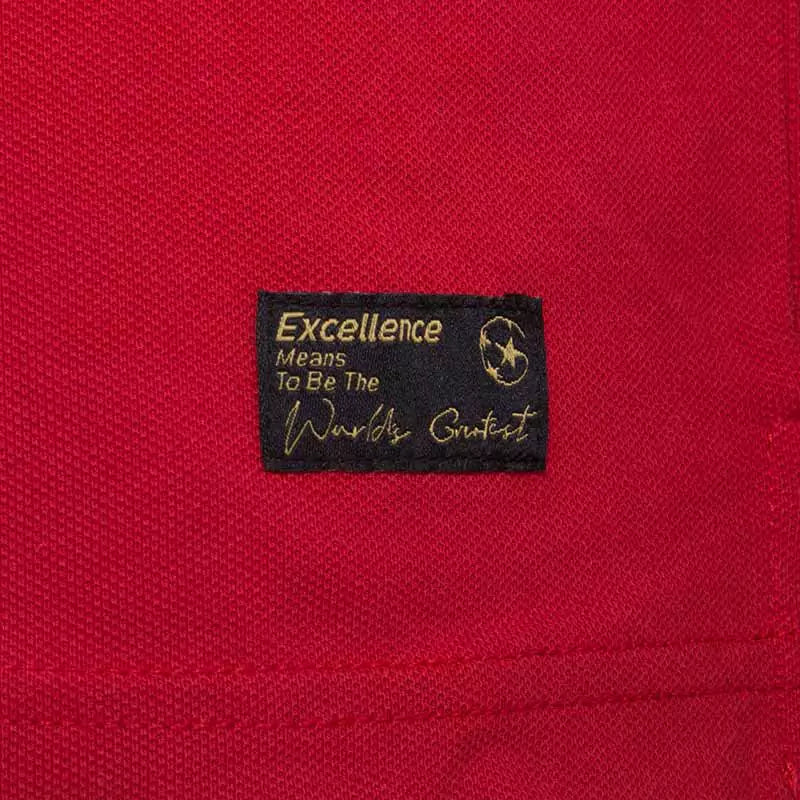 Excellence
Means
To Be The
World's Greatest